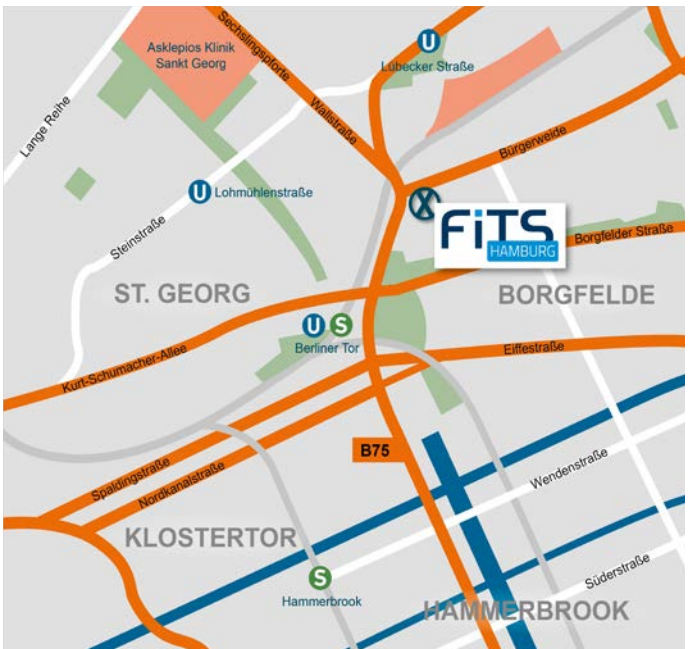 Asklepios Klinik
Sankt Georg
Sechslingspforte
U
Lübecker Straße
Lange Reihe
Wallstraße
Bürgerweide
U
Lohmühlenstraße
FiTS
HAMBURG
Steinstraße
Borgfelder Straße
ST. GEORG
BORGFELDE
U
S
Berliner Tor
Eiffestraße
Kurt-Schumacher-Allee
B75
Spaldingstraße
Wendenstraße
Nordkanalstraße
KLOSTERTOR
S
Hammerbrook
Süderstraße
HAMMERBROOK